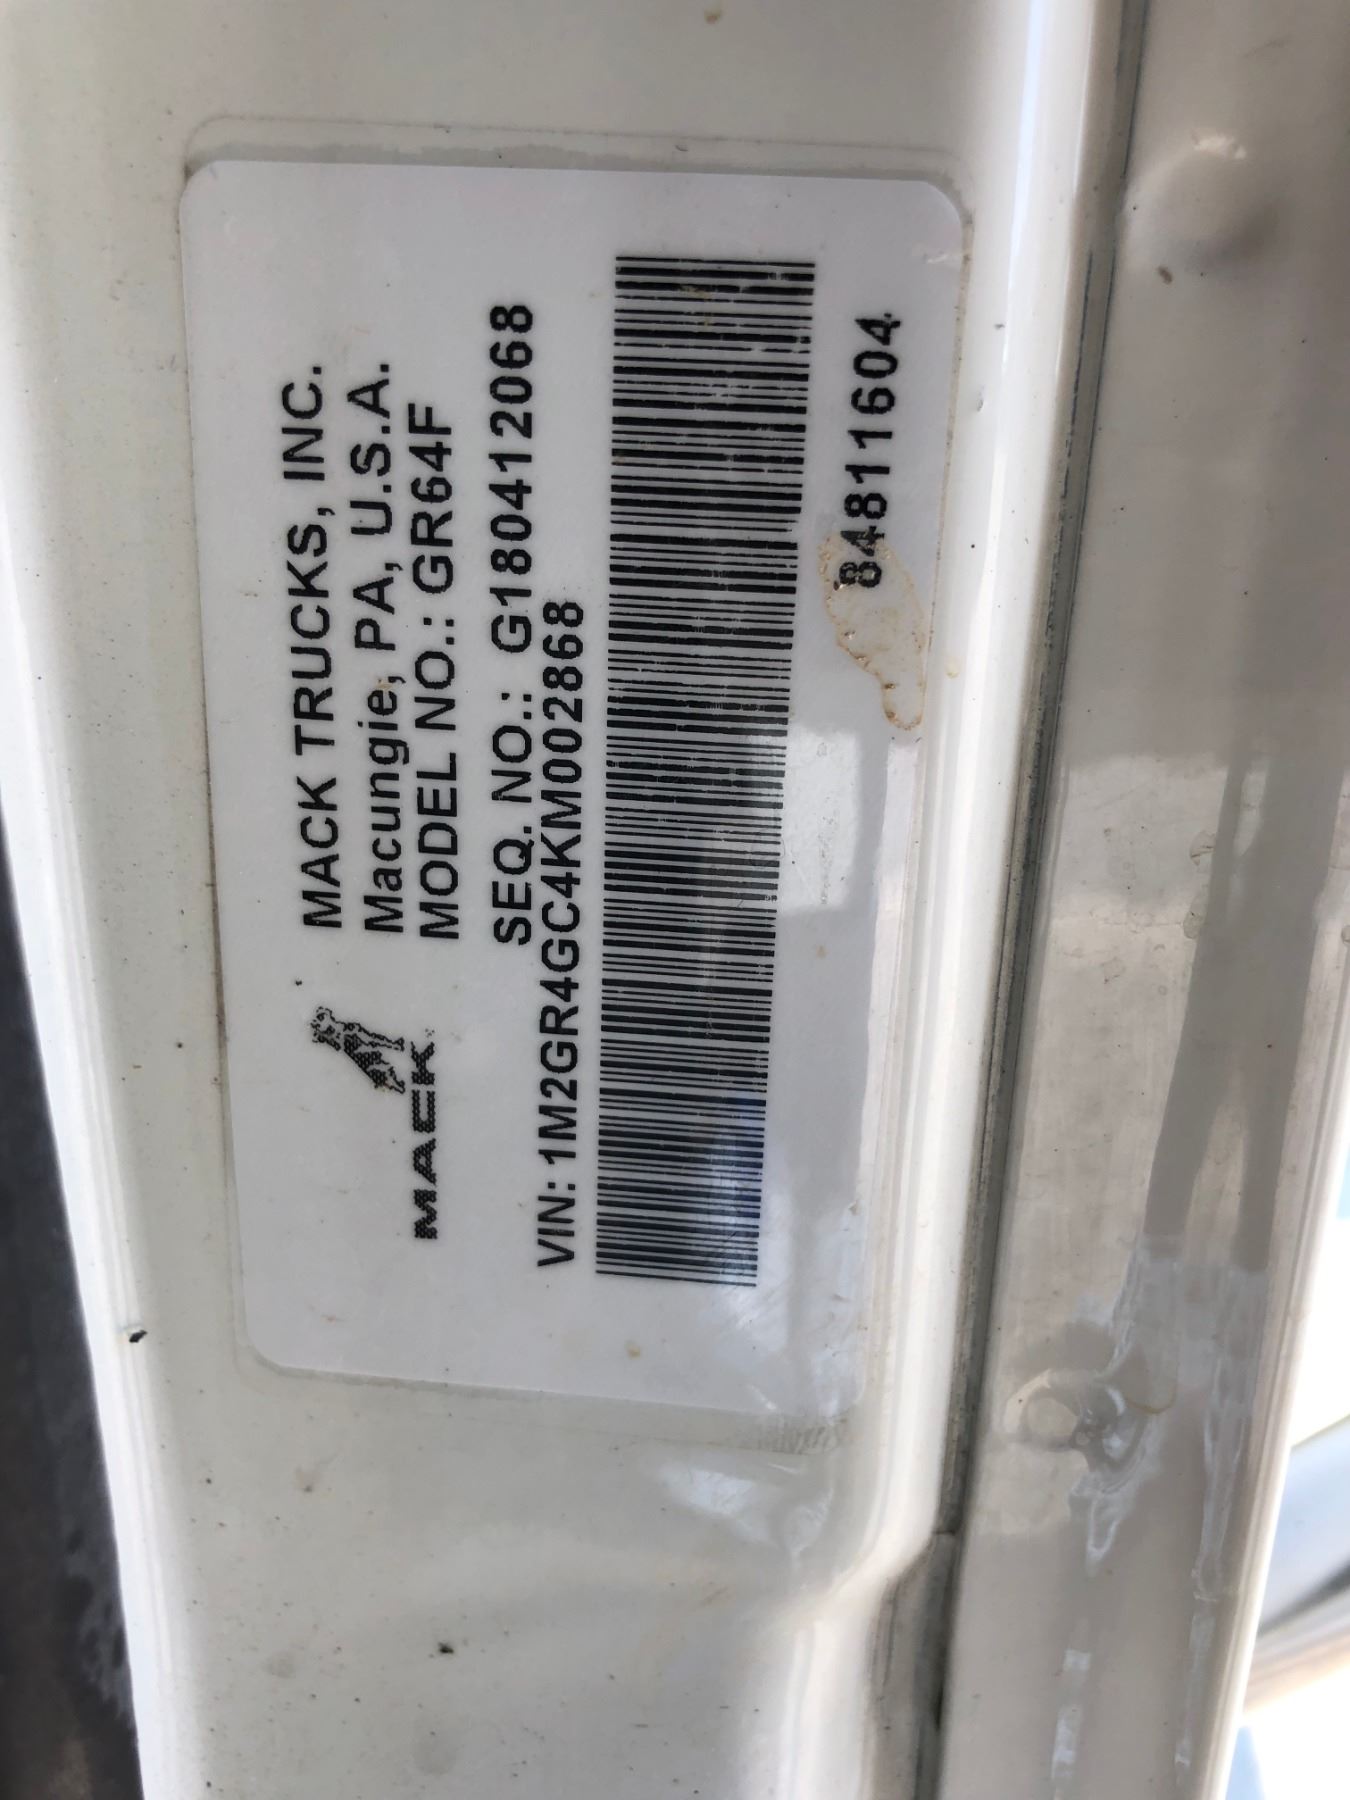 MACK
MACK TRUCKS, INC.
Macungie, PA, U.S.A.
MODEL NO.: GR64F
SEQ. NO.: G180412068
VIN: 1M2GR4GC4KM002868
84811604